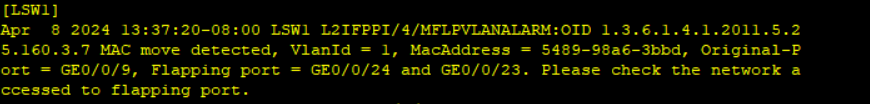 [LSW1]
Apr  8 2024 13:37:20-08:00 LSW1 L2IFPPI/4/MFLPVLANALARM:OID 1.3.6.1.4.1.2011.5.2
5.160.3.7 MAC move detected, VlanId = 1, MacAddress = 5489-98a6-3bbd, Original-P
ort = GE0/0/9, Flapping port = GE0/0/24 and GE0/0/23. Please check the network a
ccessed to flapping port.